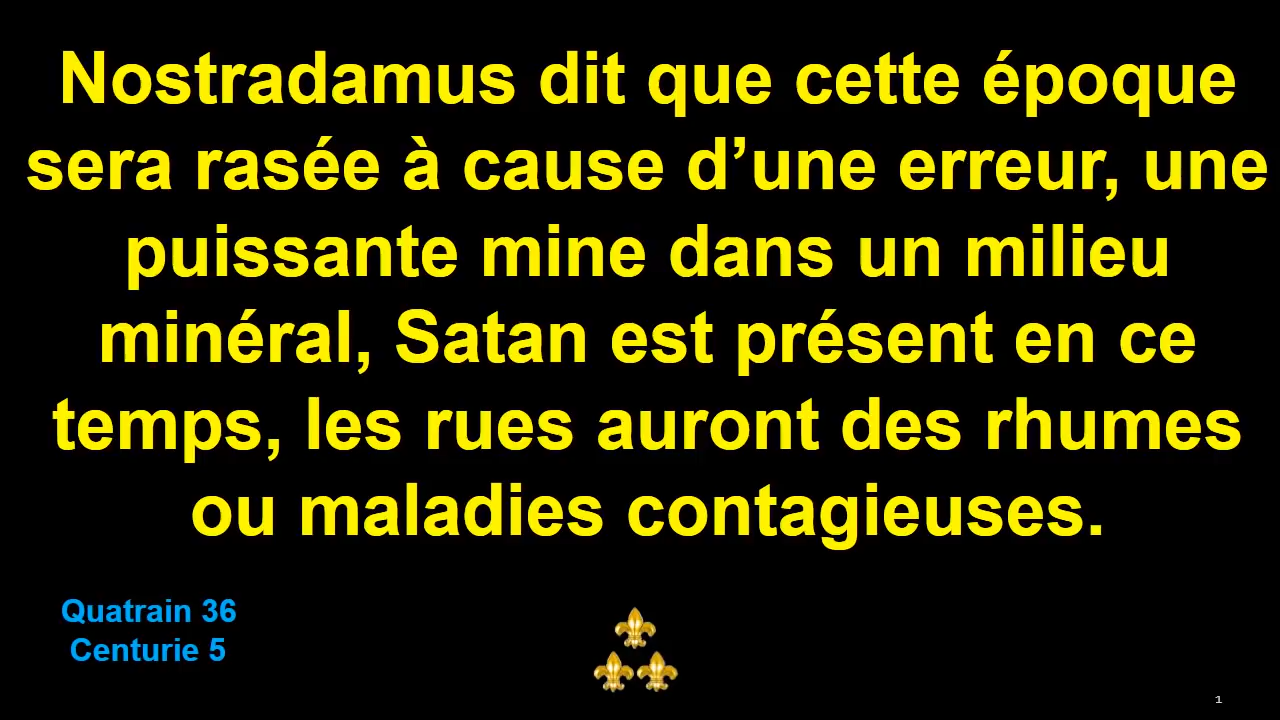 Nostradamus dit que cette époque
sera rasée à cause d’une erreur, une
puissante mine dans un milieu
minéral, Satan est présent en ce
temps, les rues auront des rhumes
ou maladies contagieuses.
Quatrain 36
Centurie 5
1